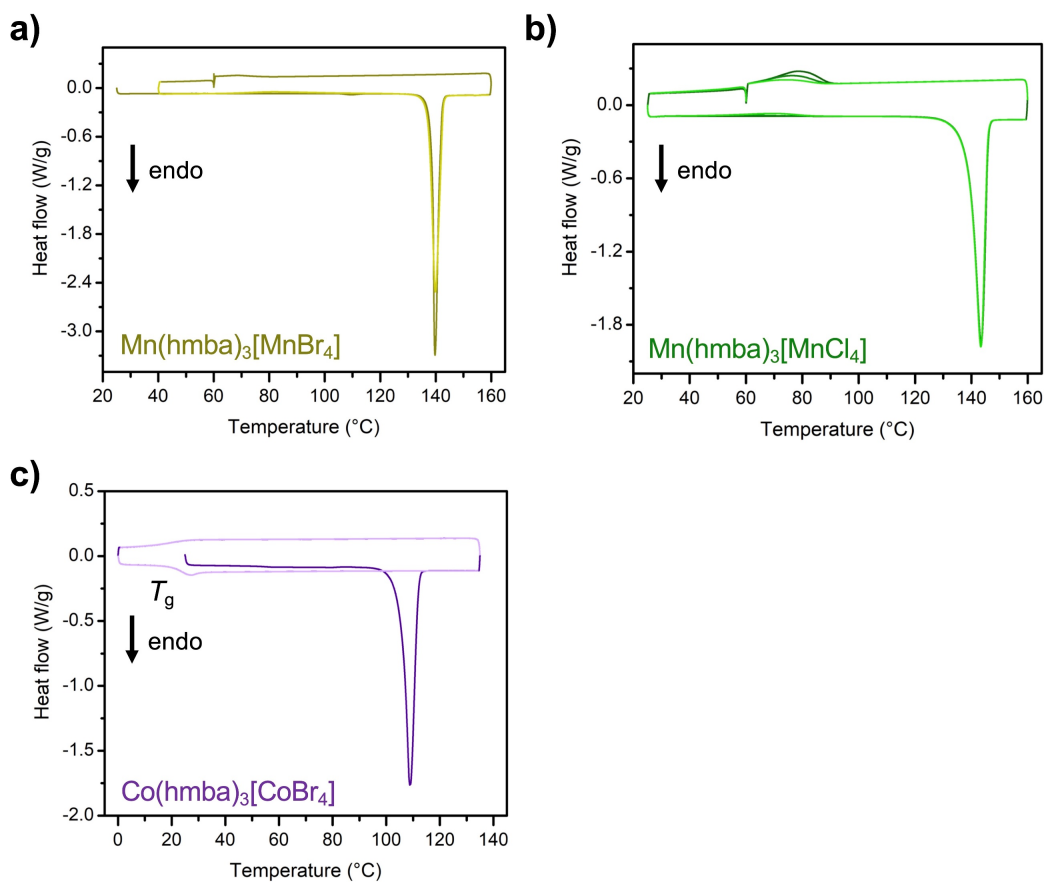 a)
Heat flow (W/g)
0.0
-0.6
-1.2
-1.8
-2.4
-3.0
endo
Mn(hmba)₃[MnBr₄]
20 40 60 80 100 120 140 160
Temperature (°C)
b)
Heat flow (W/g)
0.0
-0.6
-1.2
-1.8
endo
Mn(hmba)₃[MnCl₄]
20 40 60 80 100 120 140 160
Temperature (°C)
c)
Heat flow (W/g)
0.5
0.0
-0.5
-1.0
-1.5
-2.0
Tg
endo
Co(hmba)₃[CoBr₄]
0 20 40 60 80 100 120 140
Temperature (°C)